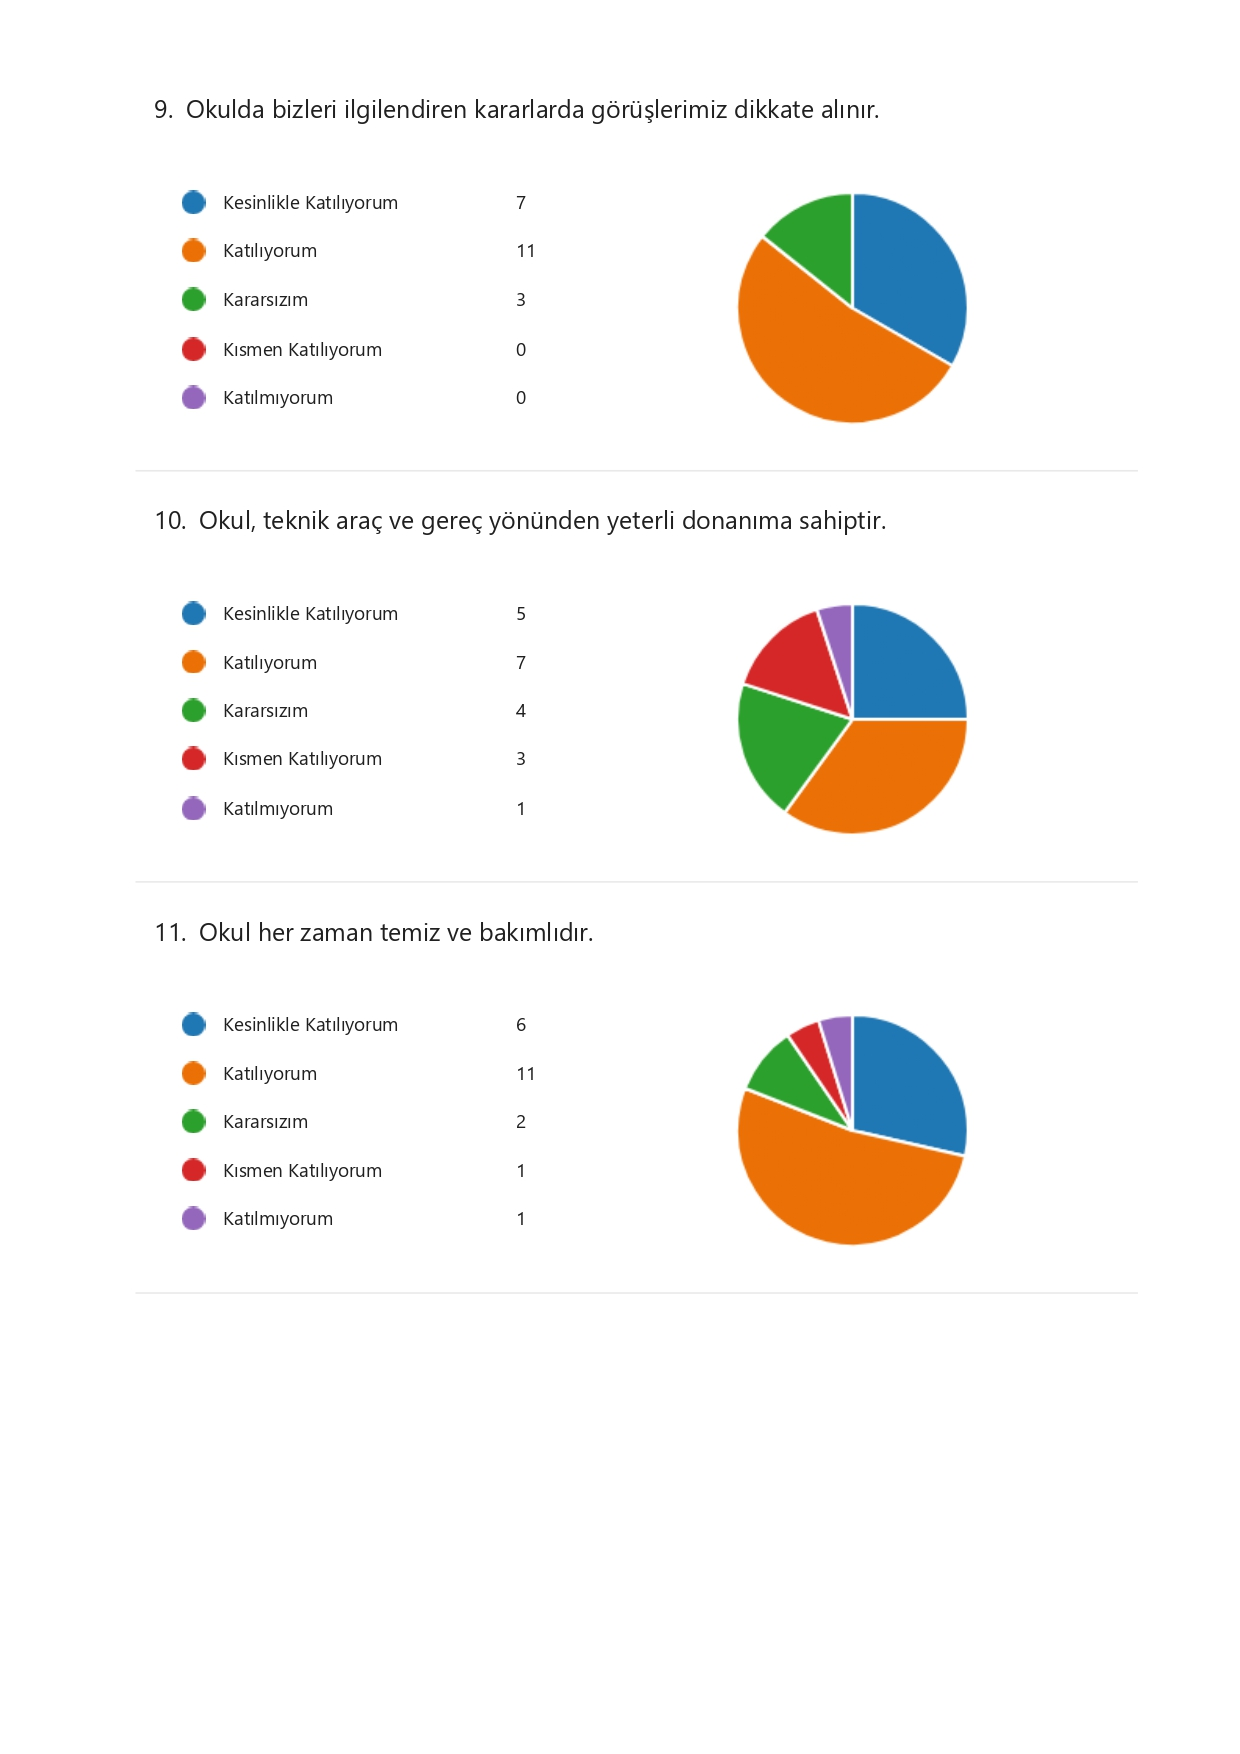 9. Okulda bizleri ilgilendiren kararlarda görüşlerimiz dikkate alınır.
Kesinlikle Katılıyorum 7
Katılıyorum 11
Kararsızım 3
Kısmen Katılıyorum 0
Katılmıyorum 0
10. Okul, teknik araç ve gereç yönünden yeterli donanıma sahiptir.
Kesinlikle Katılıyorum 5
Katılıyorum 7
Kararsızım 4
Kısmen Katılıyorum 3
Katılmıyorum 1
11. Okul her zaman temiz ve bakımlıdır.
Kesinlikle Katılıyorum 6
Katılıyorum 11
Kararsızım 2
Kısmen Katılıyorum 1
Katılmıyorum 1